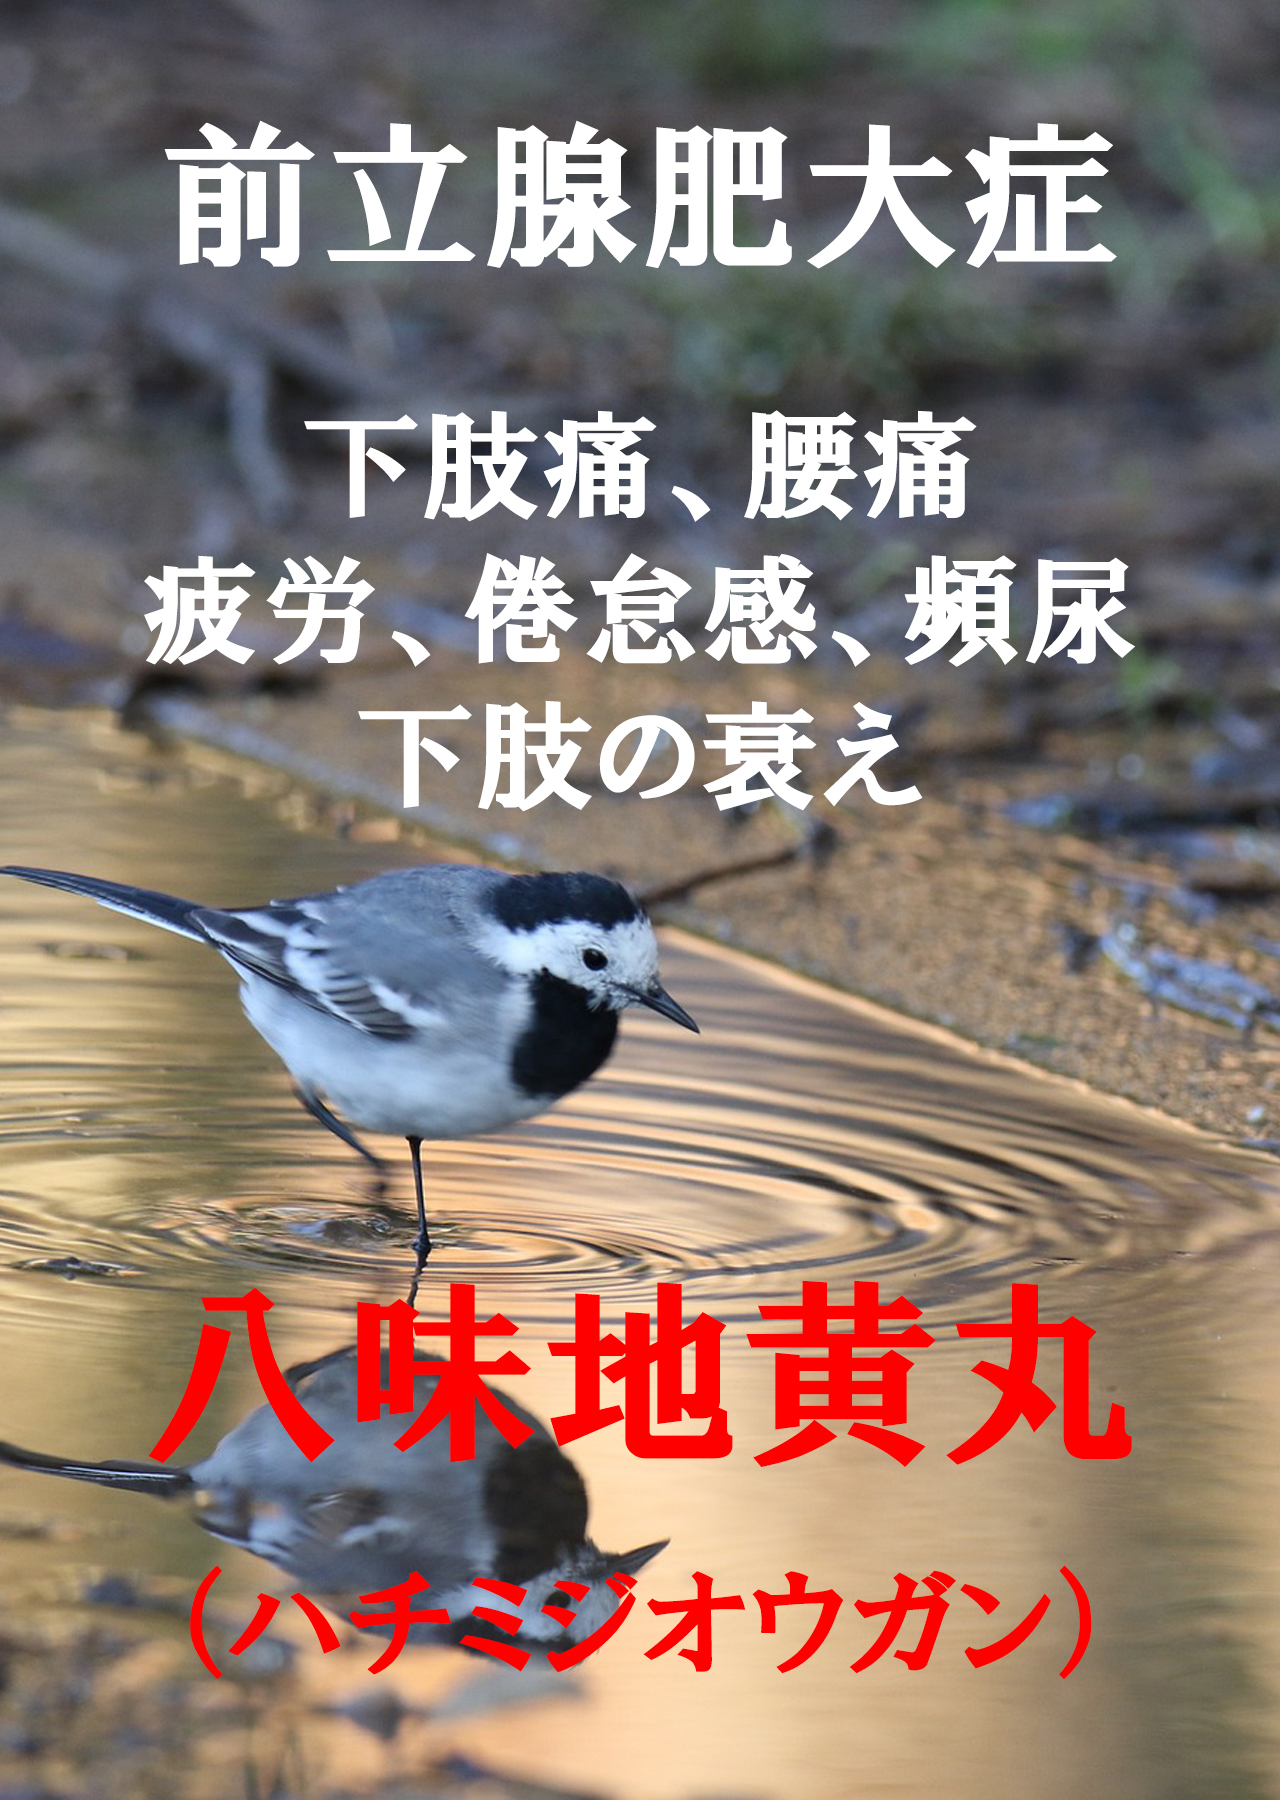 前立腺肥大症
下肢痛、腰痛
疲労、倦怠感、頻尿
下肢の衰え
八味地黄丸
（ハチミジオウガン）